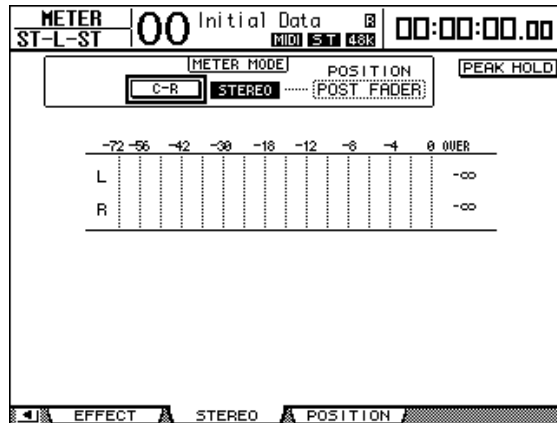 METER
ST-L-ST
00
Initial Data R
MIDI ST 48K
00:00:00.00
METER MODE
POSITION
PEAK HOLD
C-R STEREO POST FADER
-72 -56 -42 -30 -18 -12 -8 -4 0 OVER
L -∞
R -∞
EFFECT STEREO POSITION